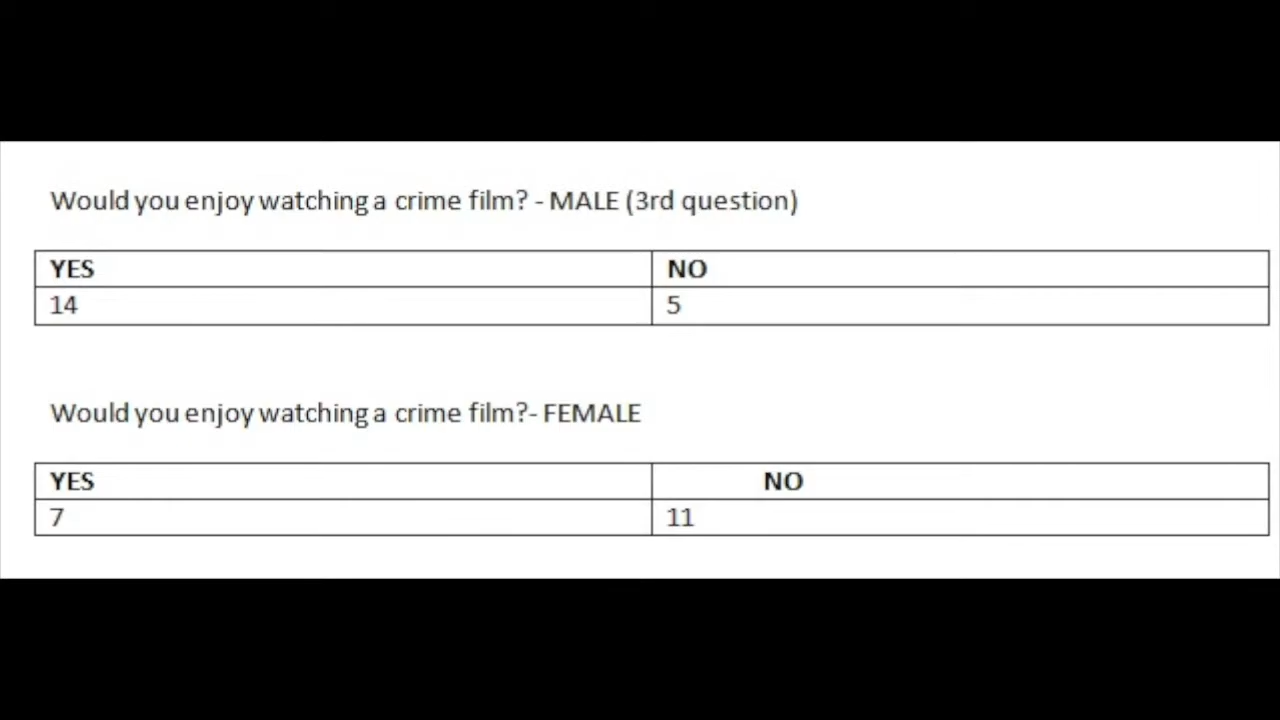 Would you enjoy watching a crime film? - MALE (3rd question)
YES NO
14 5
Would you enjoy watching a crime film?- FEMALE
YES NO
7 11